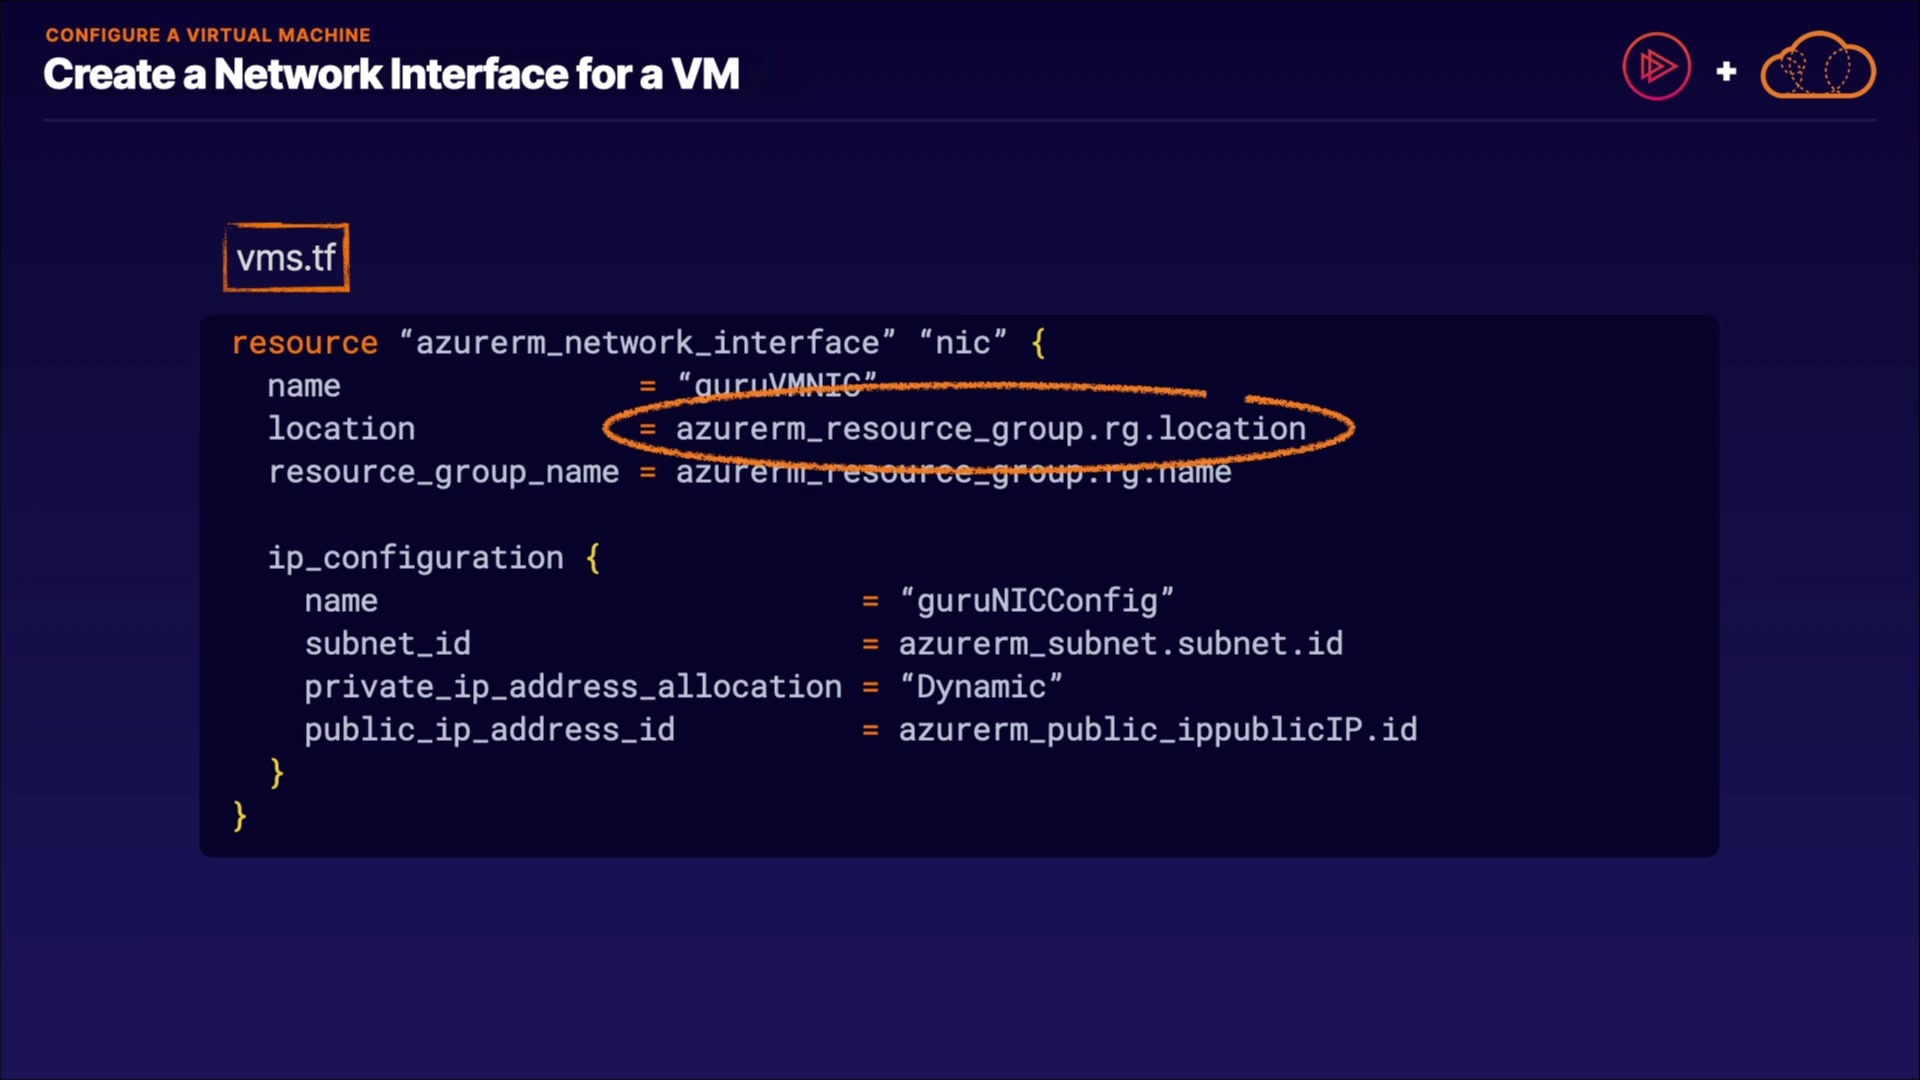 CONFIGURE A VIRTUAL MACHINE
Create a Network Interface for a VM
+
vms.tf
resource “azurerm_network_interface” “nic” {
name = “guruVMNIC”
location = azurerm_resource_group.rg.location
resource_group_name = azurerm_resource_group.rg.name
ip_configuration {
name = “guruNICConfig”
subnet_id = azurerm_subnet.subnet.id
private_ip_address_allocation = “Dynamic”
public_ip_address_id = azurerm_public_ippublicIP.id
}
}